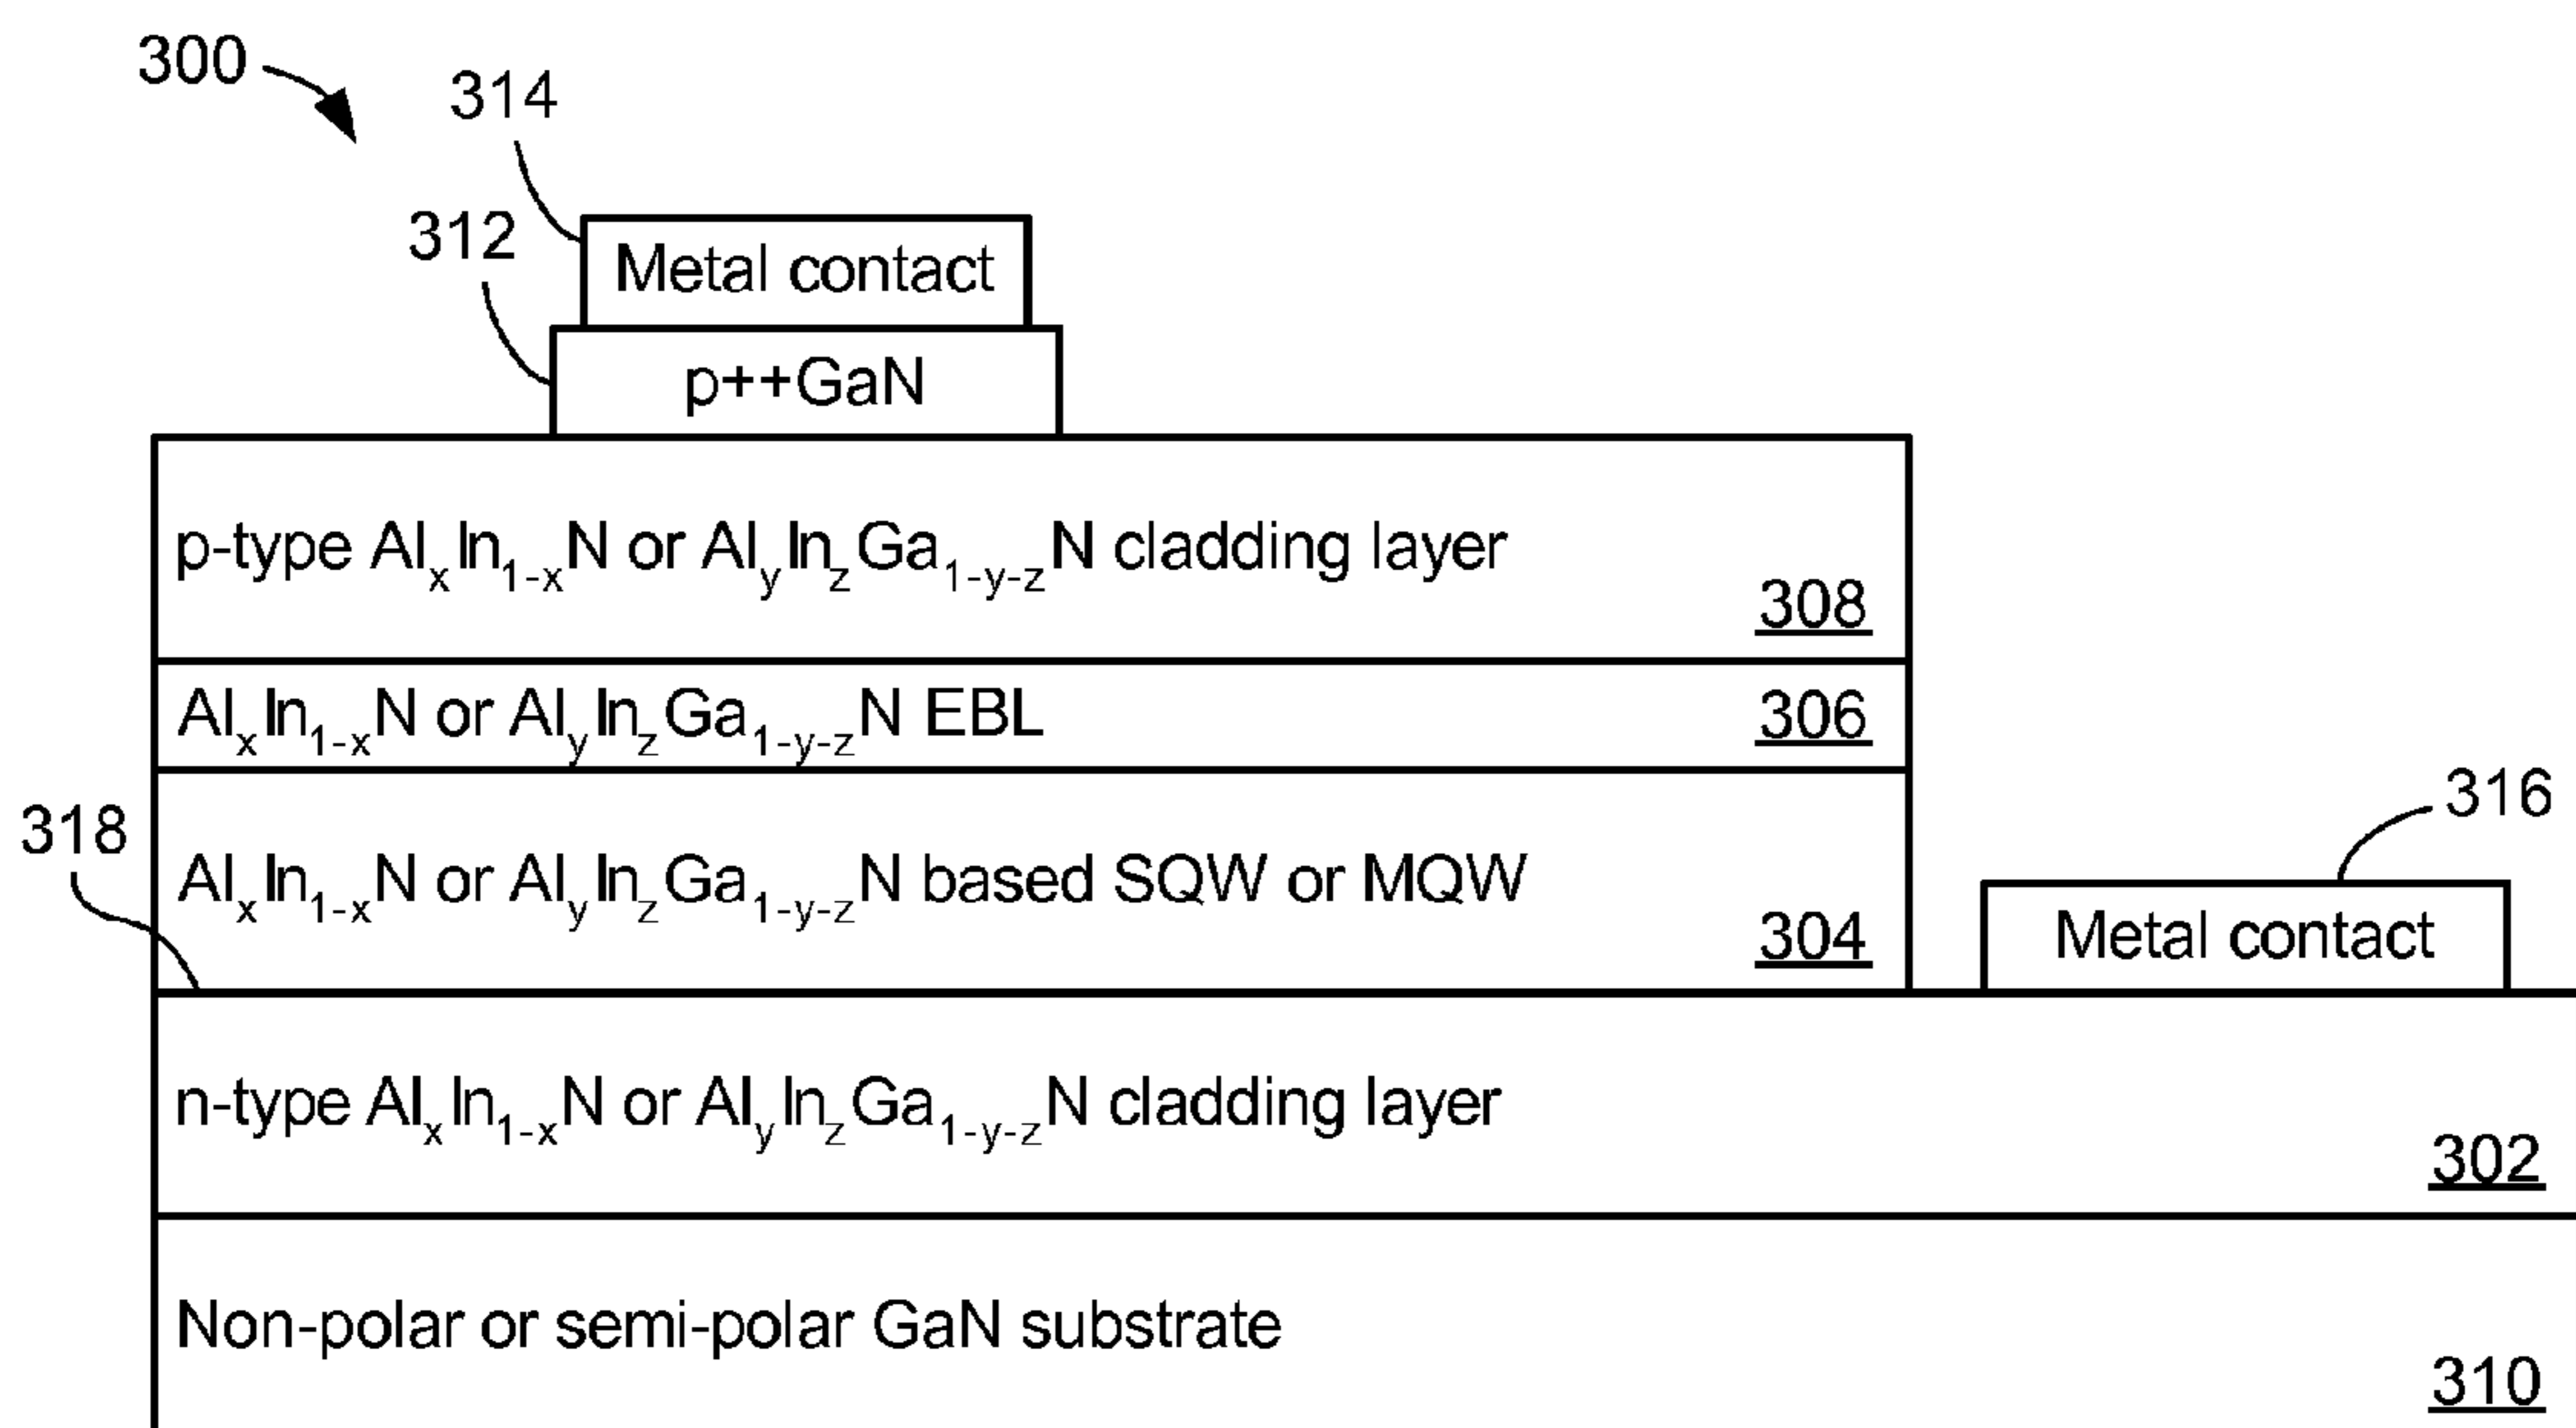 300
314
312
Metal contact
p++GaN
p-type AlₓIn₁₋ₓN or AlyInzGa1-y-zN cladding layer
308
AlₓIn₁₋ₓN or AlyInzGa1-y-zN EBL
306
318
316
AlₓIn₁₋ₓN or AlyInzGa1-y-zN based SQW or MQW
304
Metal contact
n-type AlₓIn₁₋ₓN or AlyInzGa1-y-zN cladding layer
302
Non-polar or semi-polar GaN substrate
310